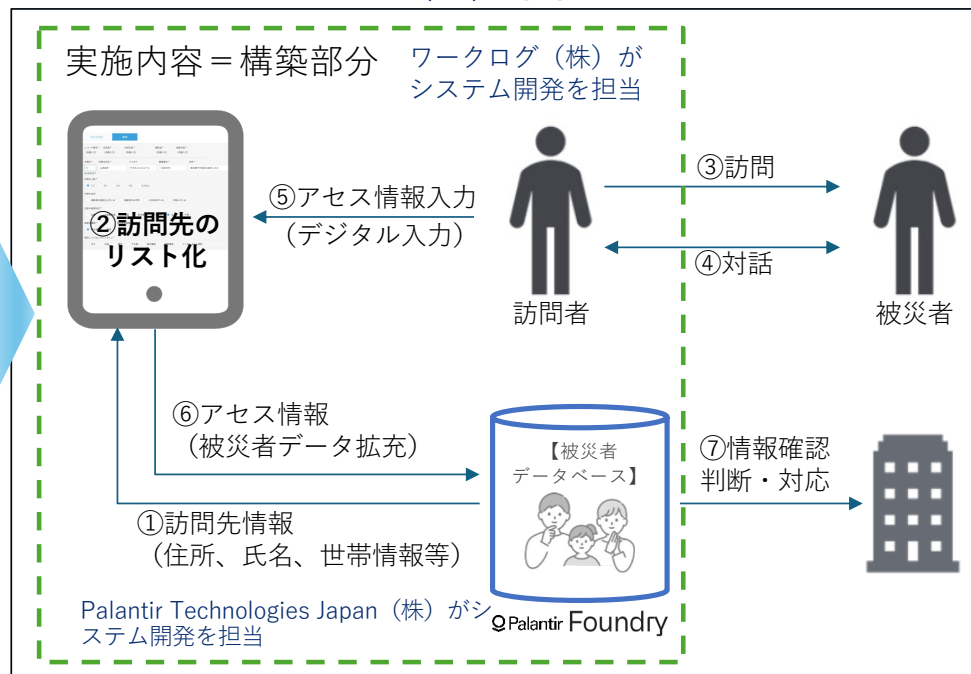 実施内容＝構築部分
ワークログ（株）が
システム開発を担当
②訪問先の
リスト化
⑤アセス情報入力
（デジタル入力）
③訪問
④対話
訪問者
被災者
⑥アセス情報
（被災者データ拡充）
【被災者
データベース】
⑦情報確認
判断・対応
①訪問先情報
（住所、氏名、世帯情報等）
Palantir Technologies Japan（株）がシ
ステム開発を担当
Palantir Foundry